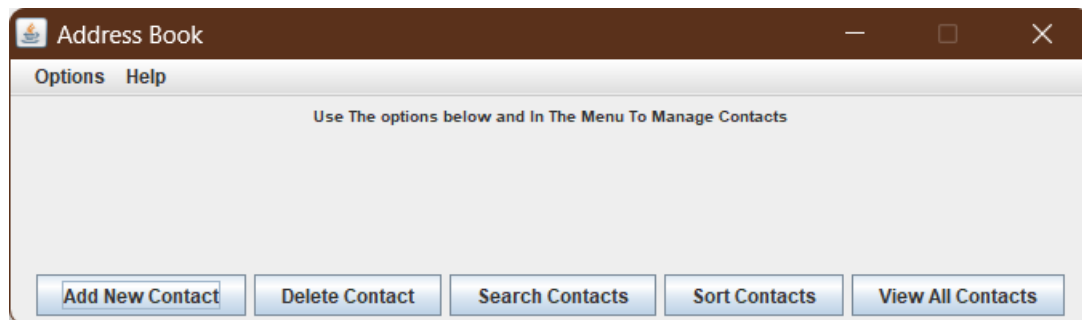 Address Book
Options Help
Use The options below and In The Menu To Manage Contacts
Add New Contact Delete Contact Search Contacts Sort Contacts View All Contacts